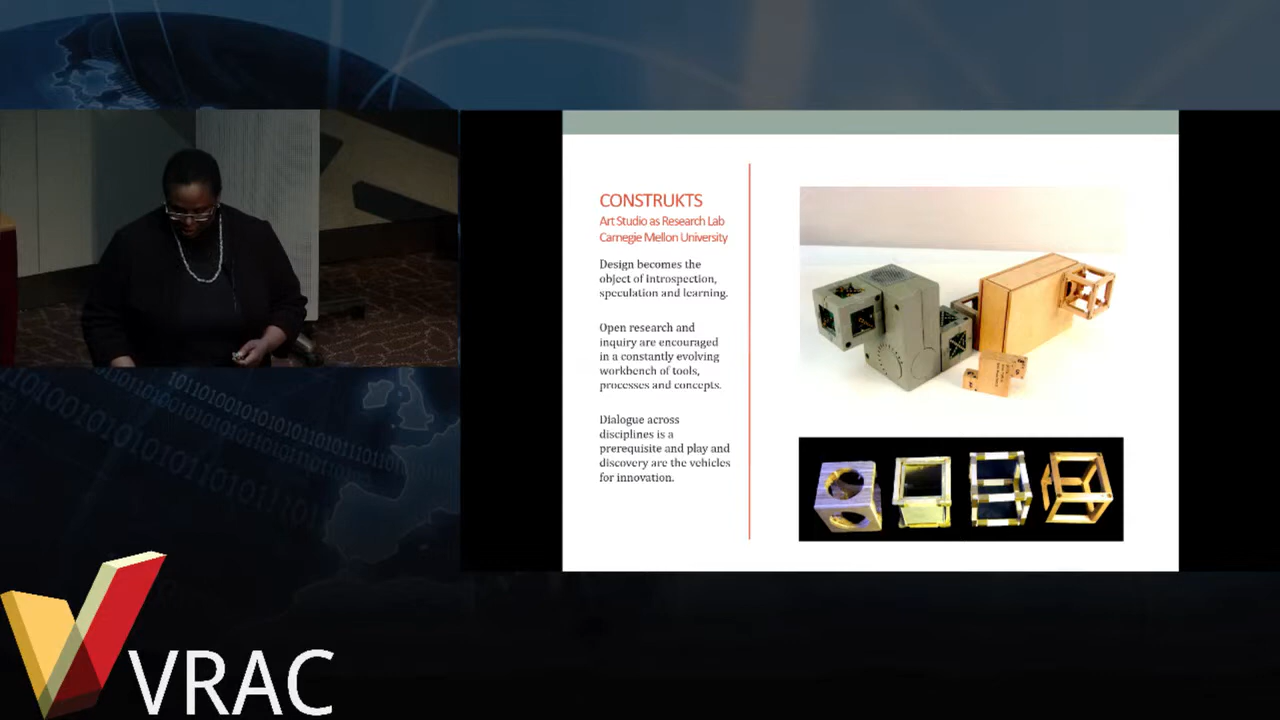 CONSTRUKTS
Art Studio as Research Lab
Carnegie Mellon University
Design becomes the
object of introspection,
speculation and learning.
Open research and
inquiry are encouraged
in a constantly evolving
workbench of tools,
processes and concepts.
Dialogue across
disciplines is a
prerequisite and play and
discovery are the vehicles
for innovation.
VRAC